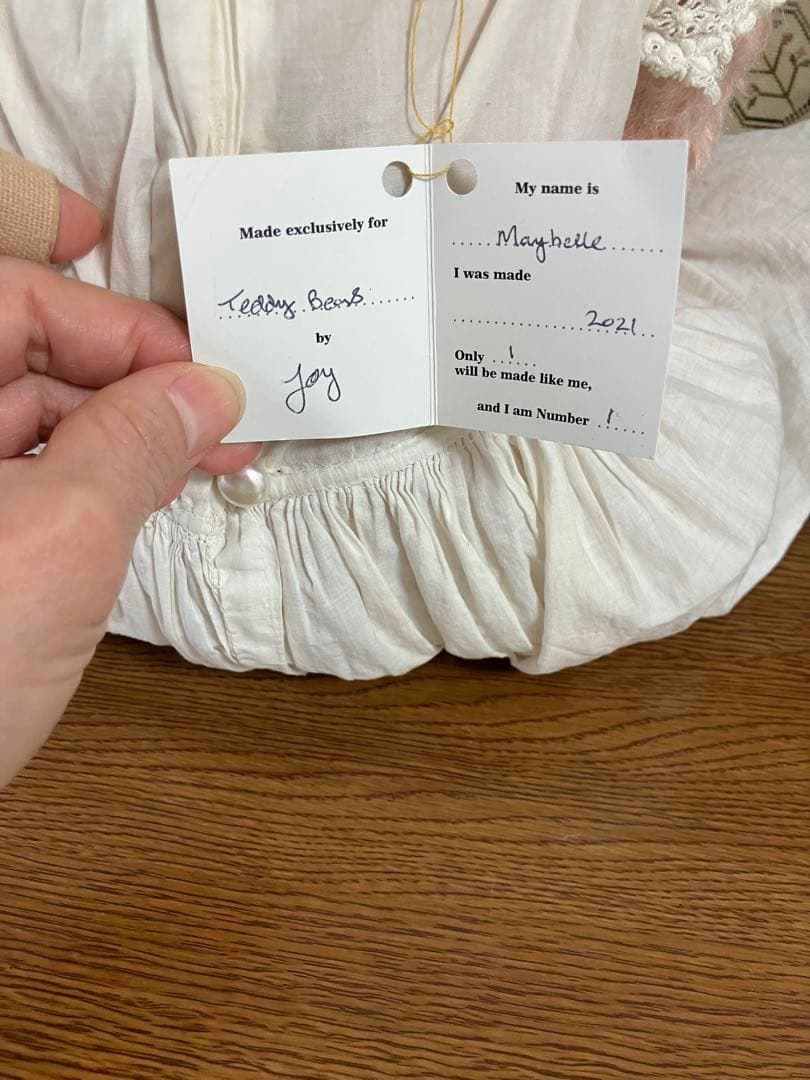 Made exclusively for
Teddy Bears
by
Joy
My name is
Maybelle
I was made
2021
Only 1
will be made like me,
and I am Number 1